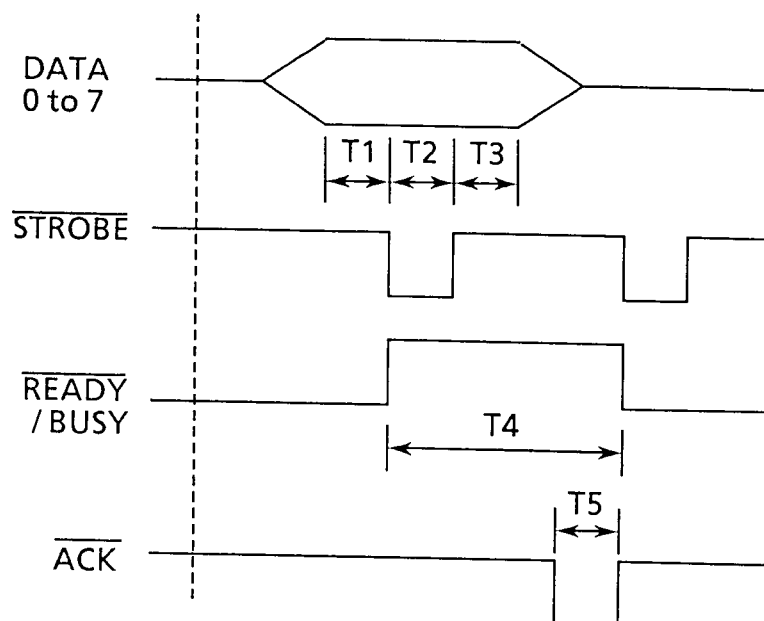 DATA
0 to 7
T1 T2 T3
STROBE
READY
/ BUSY
T4
T5
ACK